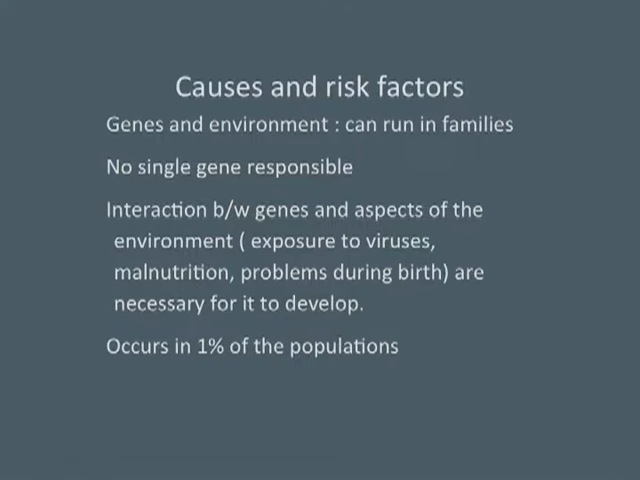 Causes and risk factors
Genes and environment : can run in families
No single gene responsible
Interaction b/w genes and aspects of the
environment ( exposure to viruses,
malnutrition, problems during birth) are
necessary for it to develop.
Occurs in 1% of the populations